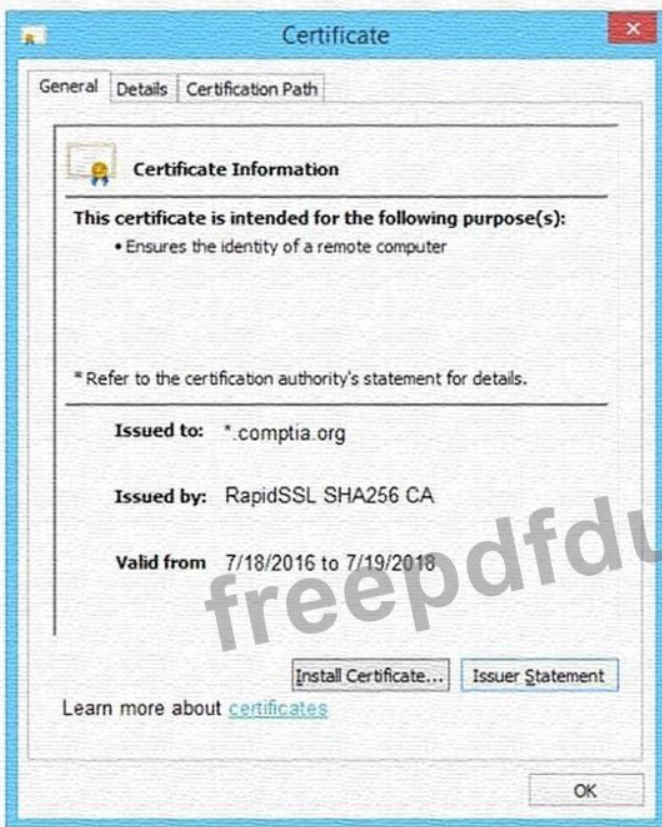 Certificate
General Details Certification Path
Certificate Information
This certificate is intended for the following purpose(s):
• Ensures the identity of a remote computer
* Refer to the certification authority's statement for details.
Issued to: *.comptia.org
Issued by: RapidSSL SHA256 CA
Valid from 7/18/2016 to 7/19/2018
freepdfdu
Install Certificate... Issuer Statement
Learn more about certificates
OK